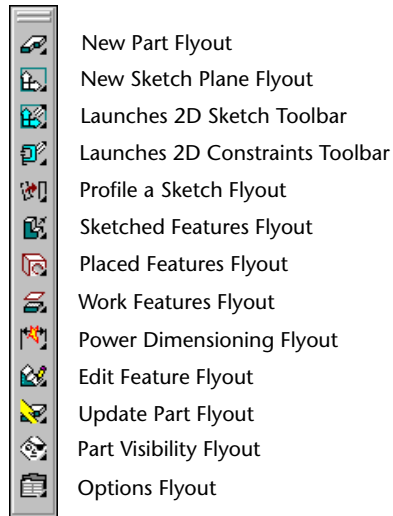 New Part Flyout
New Sketch Plane Flyout
Launches 2D Sketch Toolbar
Launches 2D Constraints Toolbar
Profile a Sketch Flyout
Sketched Features Flyout
Placed Features Flyout
Work Features Flyout
Power Dimensioning Flyout
Edit Feature Flyout
Update Part Flyout
Part Visibility Flyout
Options Flyout